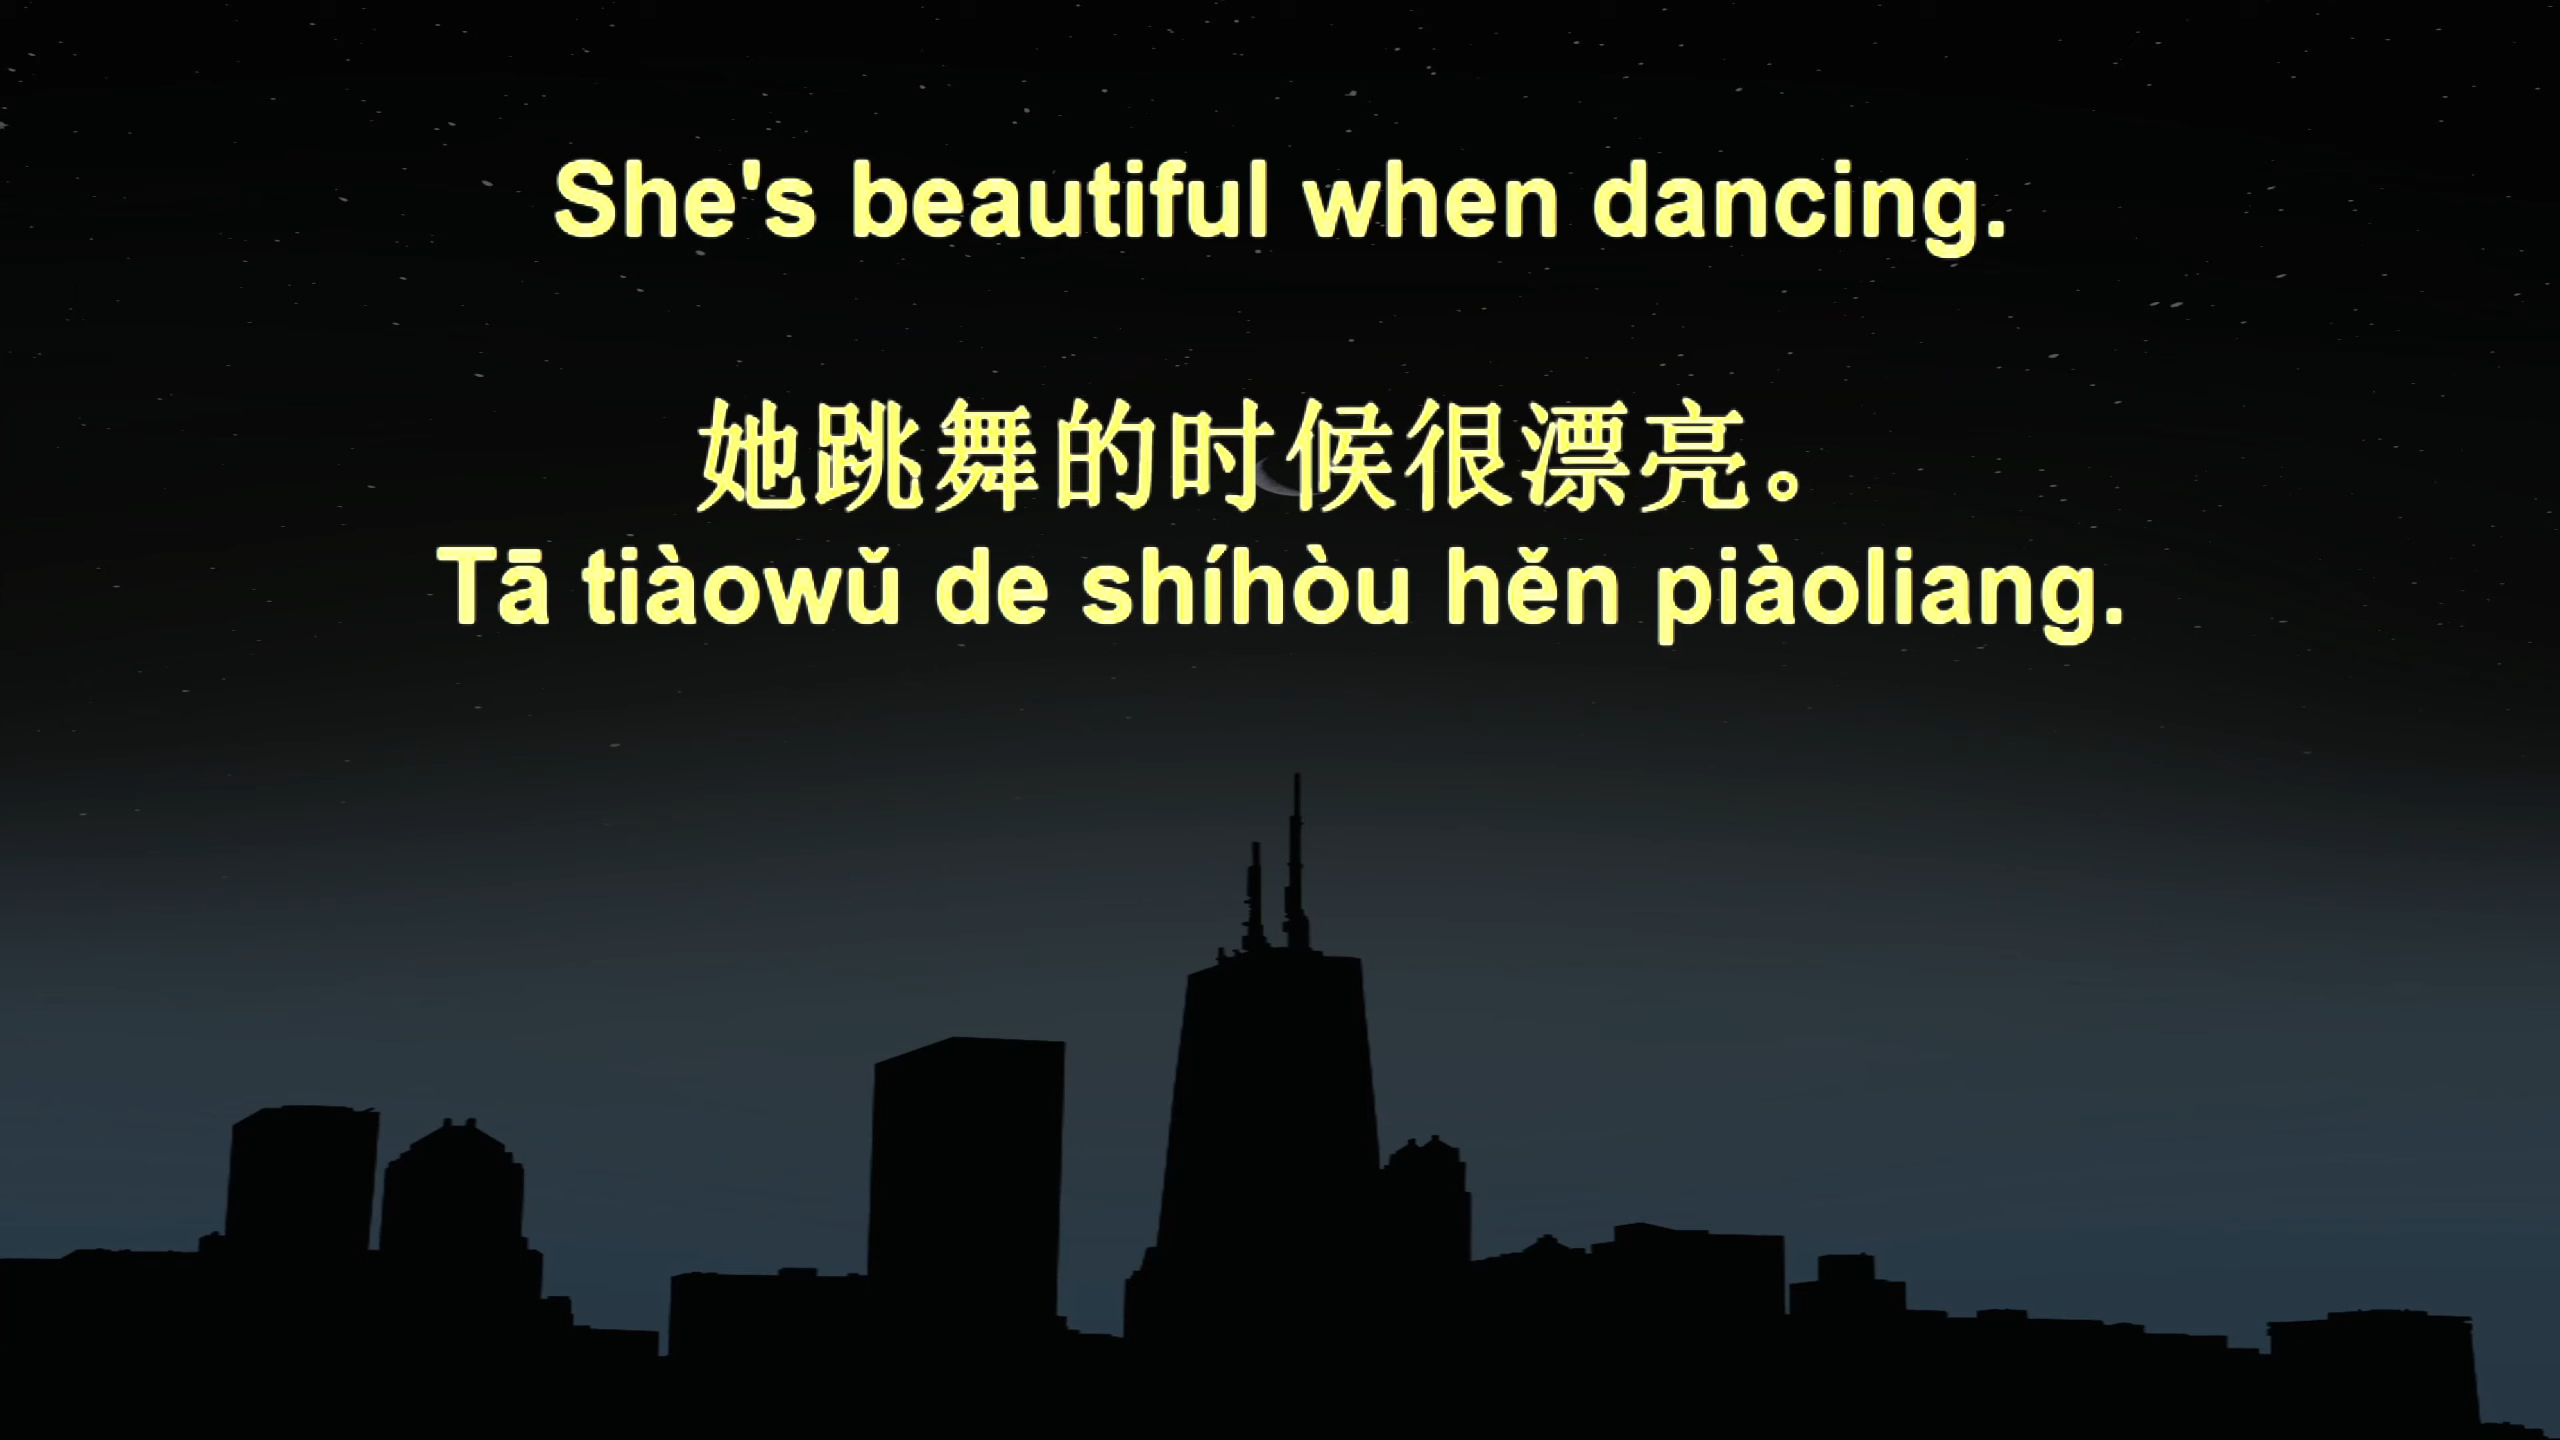 She's beautiful when dancing.
她跳舞的时候很漂亮。
Tā tiàowǔ de shíhòu hěn piàoliang.